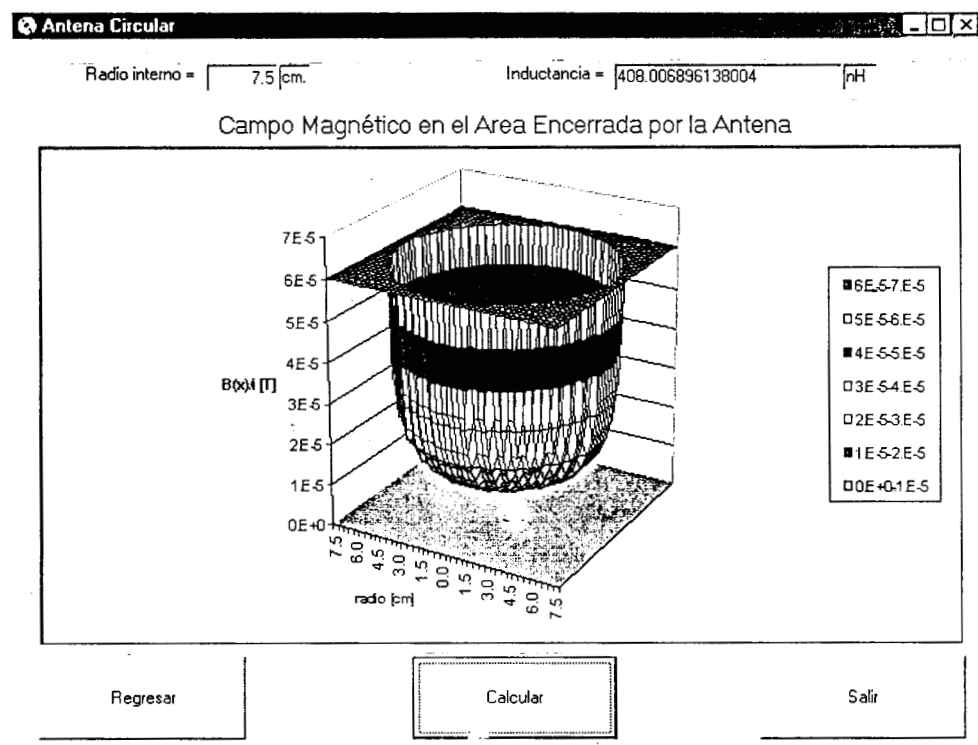 Antena Circular
Radio interno = 7.5 cm. Inductancia = 408.006896138004 nH
Campo Magnético en el Area Encerrada por la Antena
7E-5
6E-5
5E-5
4E-5
3E-5
2E-5
1E-5
0E+0
B(x)/i [T]
7.5 6.0 4.5 3.0 1.5 0.0 1.5 3.0 4.5 6.0 7.5
radio [cm]
6E-5-7.E-5
5E-5-6.E-5
4E-5-5E-5
3E-5-4.E-5
2E-5-3.E-5
1E-5-2.E-5
0E+0-1E-5
Regresar Calcular Salir